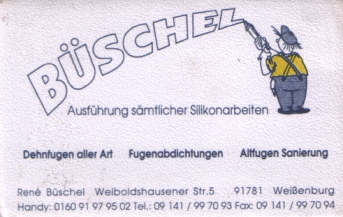 BÜSCHEL
Ausführung sämtlicher Silikonarbeiten
Dehnfugen aller Art Fugenabdichtungen Altfugen Sanierung
René Büschel Weiboldshausener Str.5 91781 Weißenburg
Handy: 0160 91 97 95 02 Tel.: 09 141 / 99 70 93 Fax: 09 141 / 99 70 94